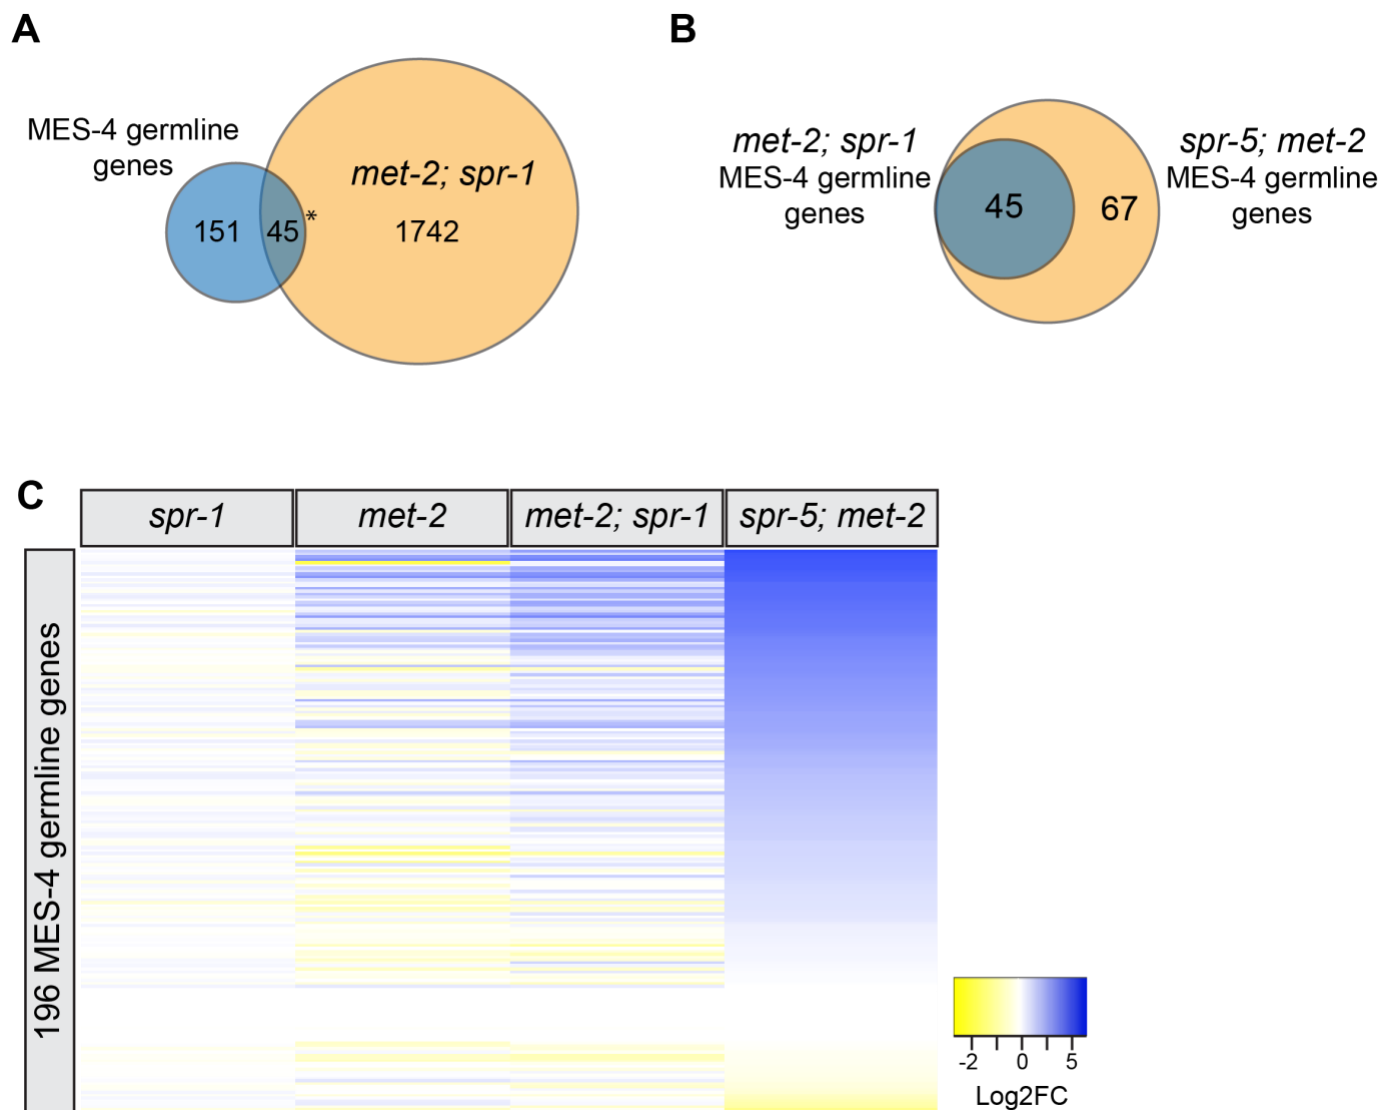 A
MES-4 germline
genes
met-2; spr-1
151
45
*
1742
B
met-2; spr-1
MES-4 germline
genes
45
67
spr-5; met-2
MES-4 germline
genes
C
spr-1
met-2
met-2; spr-1
spr-5; met-2
196 MES-4 germline genes
-2
0
5
Log2FC